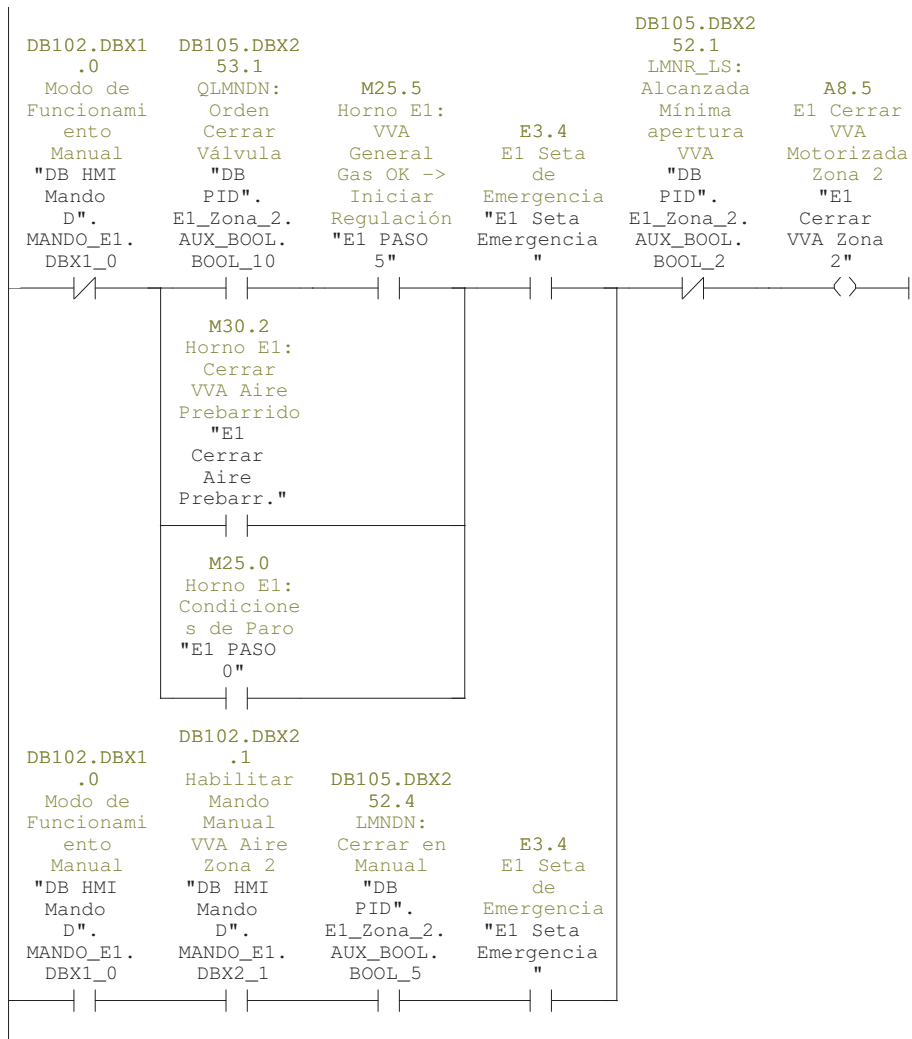 DB102.DBX1
.0
Modo de
Funcionami
ento
Manual
"DB HMI
Mando
D".
MANDO_E1.
DBX1_0
DB105.DBX2
53.1
QLMNDN:
Orden
Cerrar
Válvula
"DB
PID".
E1_Zona_2.
AUX_BOOL.
BOOL_10
M25.5
Horno E1:
VVA
General
Gas OK ->
Iniciar
Regulación
"E1 PASO
5"
E3.4
E1 Seta
de
Emergencia
"E1 Seta
Emergencia
"
DB105.DBX2
52.1
LMNR_LS:
Alcanzada
Mínima
apertura
VVA
"DB
PID".
E1_Zona_2.
AUX_BOOL.
BOOL_2
A8.5
E1 Cerrar
VVA
Motorizada
Zona 2
"E1
Cerrar
VVA Zona
2"
M30.2
Horno E1:
Cerrar
VVA Aire
Prebarrido
"E1
Cerrar
Aire
Prebarr."
M25.0
Horno E1:
Condicione
s de Paro
"E1 PASO
0"
DB102.DBX1
.0
Modo de
Funcionami
ento
Manual
"DB HMI
Mando
D".
MANDO_E1.
DBX1_0
DB102.DBX2
.1
Habilitar
Mando
Manual
VVA Aire
Zona 2
"DB HMI
Mando
D".
MANDO_E1.
DBX2_1
DB105.DBX2
52.4
LMNDN:
Cerrar en
Manual
"DB
PID".
E1_Zona_2.
AUX_BOOL.
BOOL_5
E3.4
E1 Seta
de
Emergencia
"E1 Seta
Emergencia
"